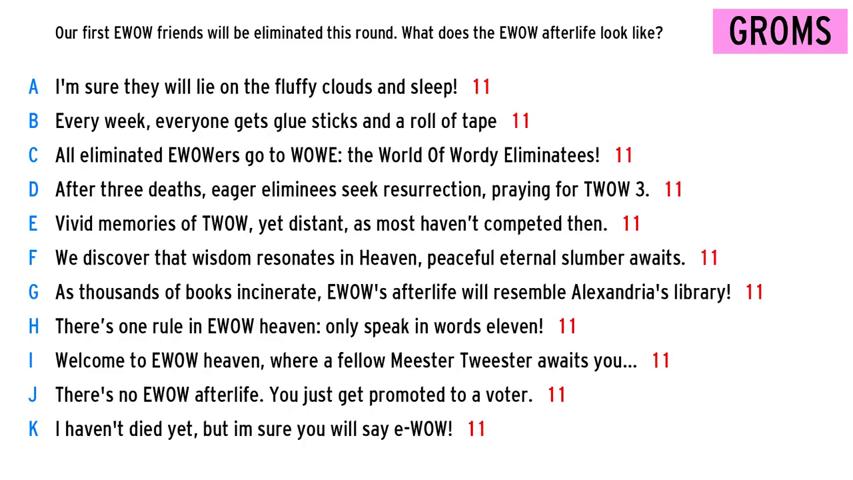 Our first EWOW friends will be eliminated this round. What does the EWOW afterlife look like?
GROMS
A I'm sure they will lie on the fluffy clouds and sleep! 11
B Every week, everyone gets glue sticks and a roll of tape 11
C All eliminated EWOWers go to WOWE: the World Of Wordy Eliminatees! 11
D After three deaths, eager eliminees seek resurrection, praying for TWOW 3. 11
E Vivid memories of TWOW, yet distant, as most haven’t competed then. 11
F We discover that wisdom resonates in Heaven, peaceful eternal slumber awaits. 11
G As thousands of books incinerate, EWOW's afterlife will resemble Alexandria's library! 11
H There’s one rule in EWOW heaven: only speak in words eleven! 11
I Welcome to EWOW heaven, where a fellow Meester Tweester awaits you... 11
J There's no EWOW afterlife. You just get promoted to a voter. 11
K I haven't died yet, but im sure you will say e-WOW! 11